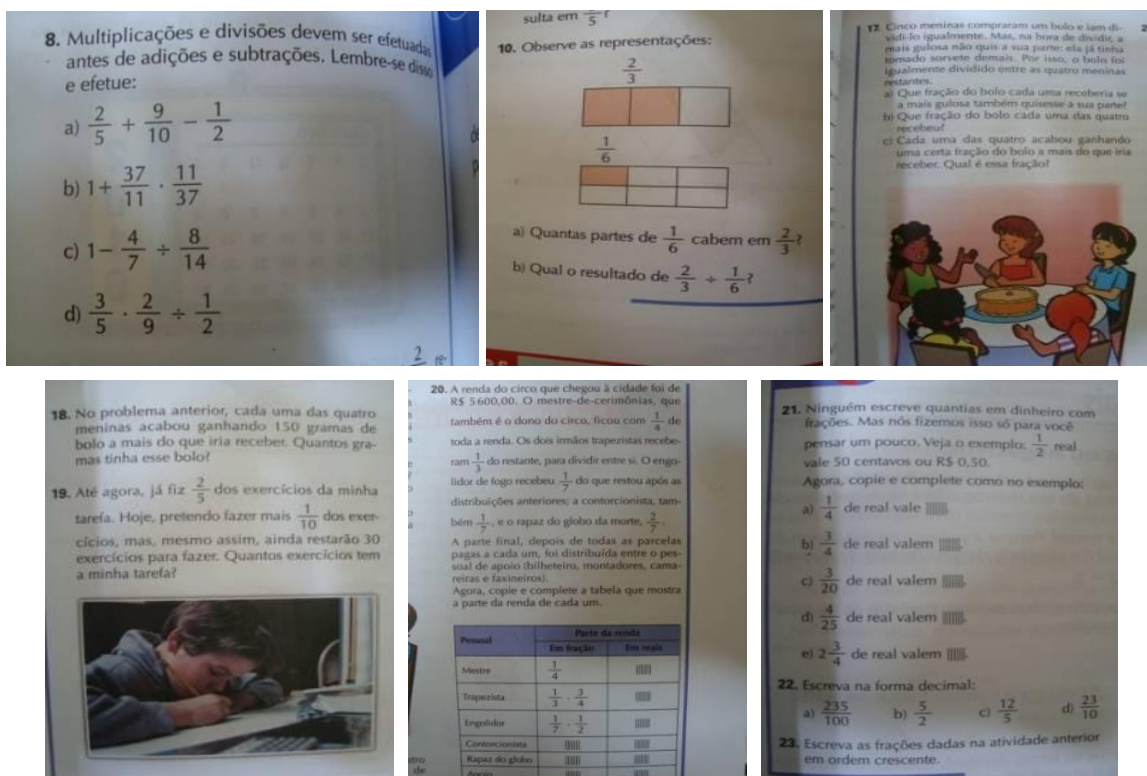 8. Multiplicações e divisões devem ser efetuadas
antes de adições e subtrações. Lembre-se disso
e efetue:
a) 2/5 + 9/10 − 1/2
b) 1 + 37/11 · 11/37
c) 1 − 4/7 ÷ 8/14
d) 3/5 · 2/9 ÷ 1/2
sulta em /5 ?
10. Observe as representações:
2/3
1/6
a) Quantas partes de 1/6 cabem em 2/3?
b) Qual o resultado de 2/3 ÷ 1/6?
17. Cinco meninas compraram um bolo e iam di-
vidi-lo igualmente. Mas, na hora de dividir, a
mais gulosa não quis a sua parte: ela já tinha
tomado sorvete demais. Por isso, o bolo foi
igualmente dividido entre as quatro meninas
restantes.
a) Que fração do bolo cada uma receberia se
a mais gulosa também quisesse a sua parte?
b) Que fração do bolo cada uma das quatro
recebeu?
c) Cada uma das quatro acabou ganhando
uma certa fração do bolo a mais do que iria
receber. Qual é essa fração?
18. No problema anterior, cada uma das quatro
meninas acabou ganhando 150 gramas de
bolo a mais do que iria receber. Quantos gra-
mas tinha esse bolo?
19. Até agora, já fiz 2/5 dos exercícios da minha
tarefa. Hoje, pretendo fazer mais 1/10 dos exer-
cícios, mas, mesmo assim, ainda restarão 30
exercícios para fazer. Quantos exercícios tem
a minha tarefa?
20. A renda do circo que chegou à cidade foi de
R$ 5600,00. O mestre-de-cerimônias, que
também é o dono do circo, ficou com 1/4 de
toda a renda. Os dois irmãos trapezistas recebe-
ram 1/3 do restante, para dividir entre si. O engo-
lidor de fogo recebeu 1/7 do que restou após as
distribuições anteriores; a contorcionista, tam-
bém 1/7, e o rapaz do globo da morte, 2/7.
A parte final, depois de todas as parcelas
pagas a cada um, foi distribuída entre o pes-
soal de apoio (bilheteiro, montadores, cama-
reiras e faxineiros).
Agora, copie e complete a tabela que mostra
a parte da renda de cada um.
Pessoal Parte da renda
Em fração Em reais
Mestre 1/4
Trapezista 1/3 · 3/4
Engolidor 1/7 · 1/2
Contorcionista
Rapaz do globo
Apoio
21. Ninguém escreve quantias em dinheiro com
frações. Mas nós fizemos isso só para você
pensar um pouco. Veja o exemplo: 1/2 real
vale 50 centavos ou R$ 0,50.
Agora, copie e complete como no exemplo:
a) 1/4 de real vale
b) 3/4 de real valem
c) 3/20 de real valem
d) 4/25 de real valem
e) 2 3/4 de real valem
22. Escreva na forma decimal:
a) 235/100 b) 5/2 c) 12/5 d) 23/10
23. Escreva as frações dadas na atividade anterior
em ordem crescente.